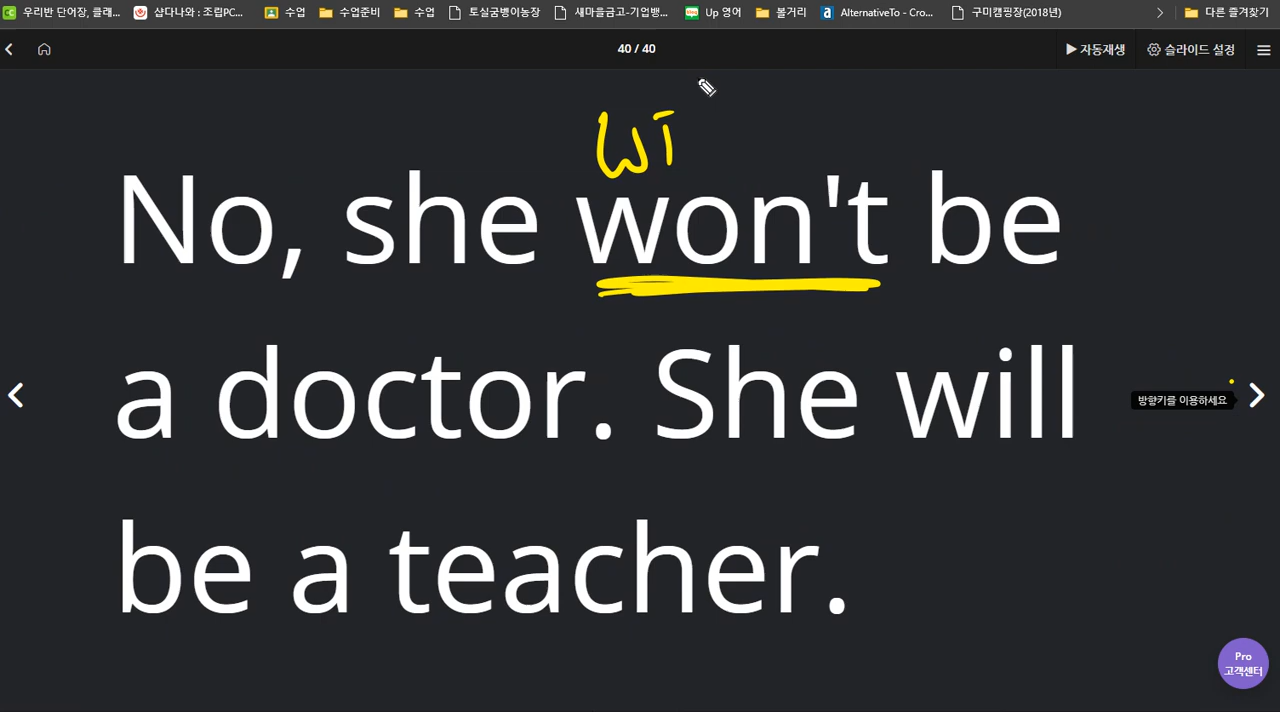 우리반 단어장, 클래... 샵다나와 : 조립PC... 수업 수업준비 수업 토실굼벵이농장 새마을금고-기업뱅... Up 영어 볼거리 AlternativeTo - Cro... 구미캠핑장(2018년) 다른 즐겨찾기
40 / 40 자동재생 슬라이드 설정
wi
No, she won't be
a doctor. She will
방향키를 이용하세요
be a teacher.
Pro
고객센터